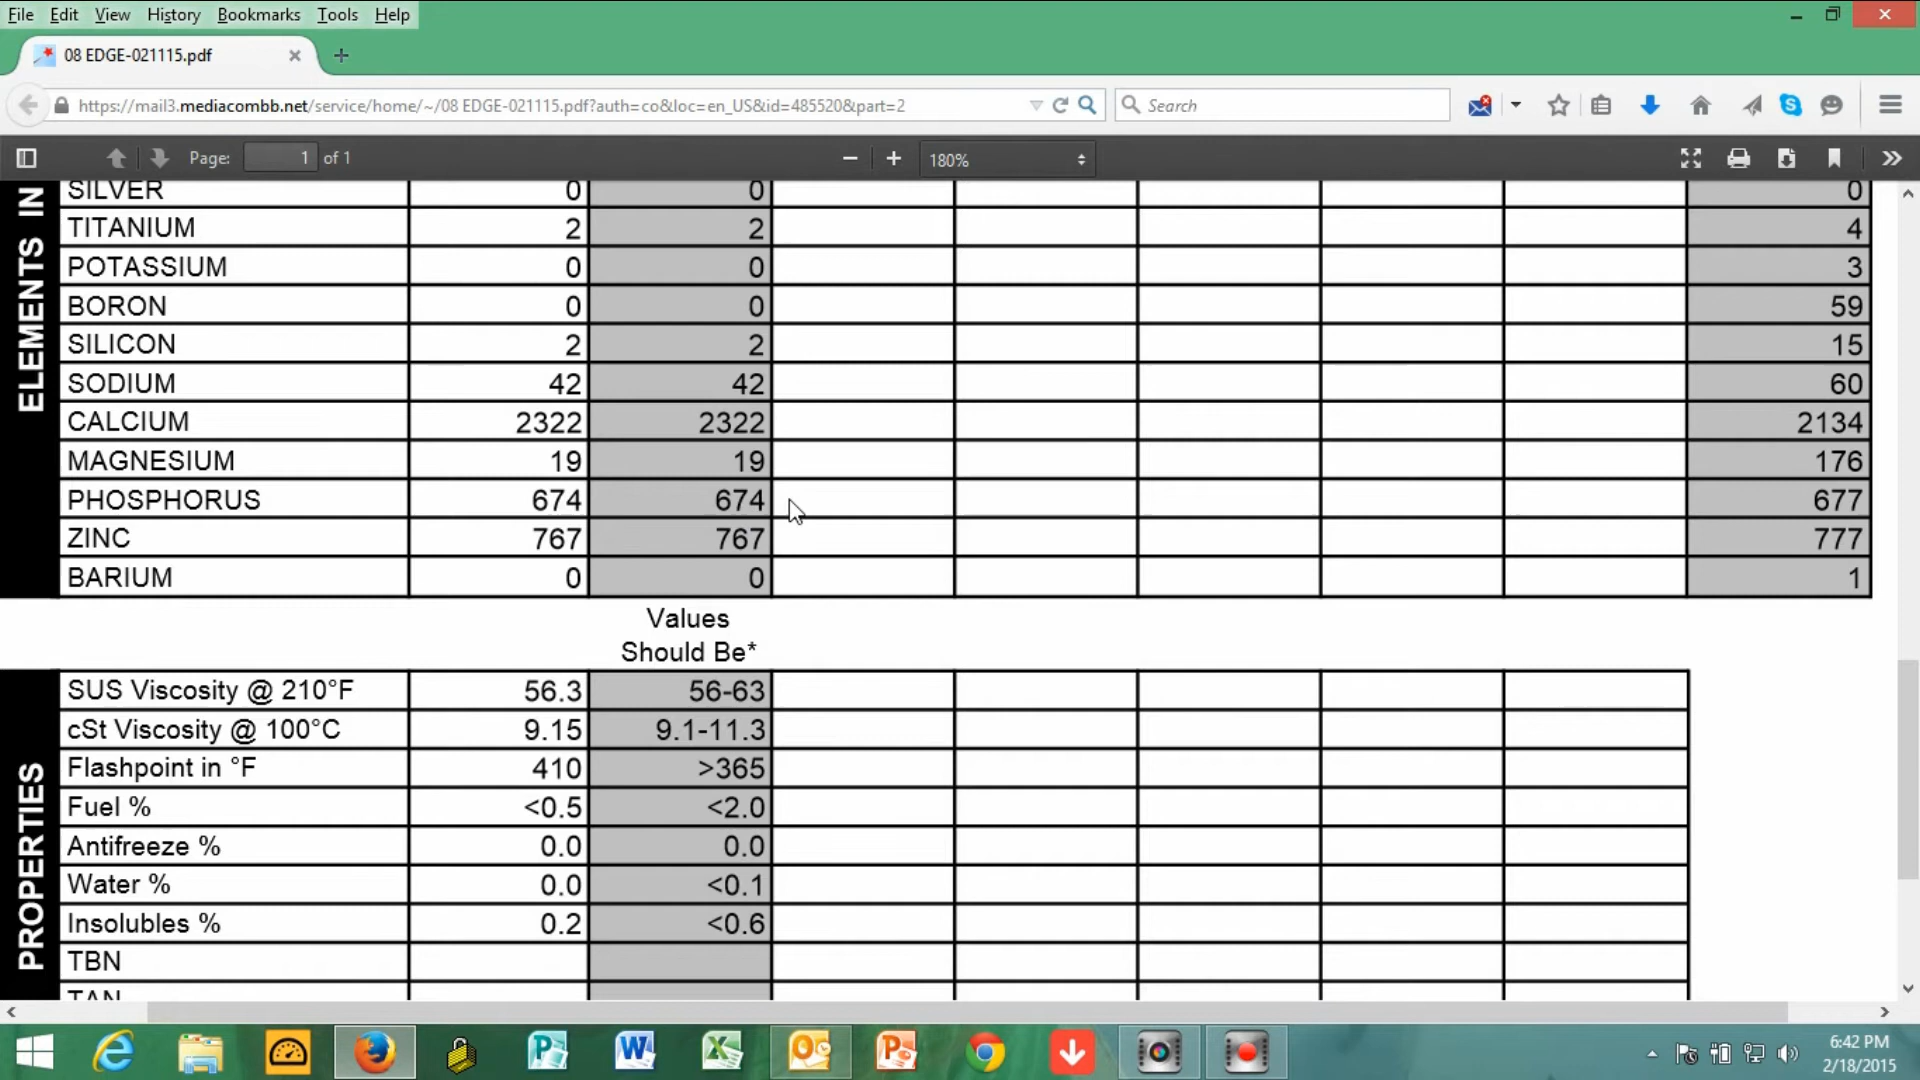 File Edit View History Bookmarks Tools Help
08 EDGE-021115.pdf
https://mail3.mediacombb.net/service/home/~/08 EDGE-021115.pdf?auth=co&loc=en_US&id=485520&part=2
Search
Page: 1 of 1
180%
ELEMENTS IN
SILVER 0 0 0
TITANIUM 2 2 4
POTASSIUM 0 0 3
BORON 0 0 59
SILICON 2 2 15
SODIUM 42 42 60
CALCIUM 2322 2322 2134
MAGNESIUM 19 19 176
PHOSPHORUS 674 674 677
ZINC 767 767 777
BARIUM 0 0 1
Values
Should Be*
PROPERTIES
SUS Viscosity @ 210°F 56.3 56-63
cSt Viscosity @ 100°C 9.15 9.1-11.3
Flashpoint in °F 410 >365
Fuel % <0.5 <2.0
Antifreeze % 0.0 0.0
Water % 0.0 <0.1
Insolubles % 0.2 <0.6
TBN
TAN
6:42 PM
2/18/2015